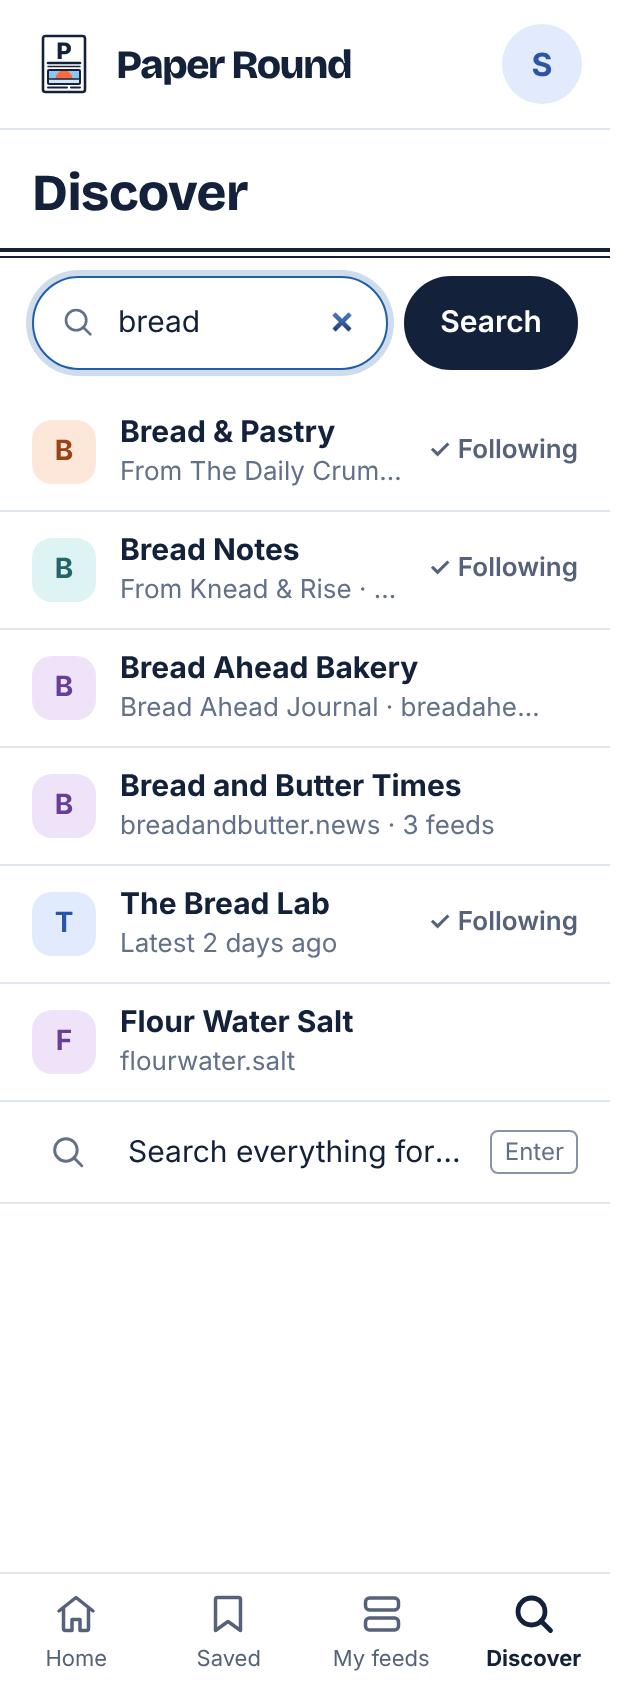 P
Paper Round
S
Discover
bread
Search
B
Bread & Pastry
From The Daily Crum...
✓ Following
B
Bread Notes
From Knead & Rise · ...
✓ Following
B
Bread Ahead Bakery
Bread Ahead Journal · breadahe...
B
Bread and Butter Times
breadandbutter.news · 3 feeds
T
The Bread Lab
Latest 2 days ago
✓ Following
F
Flour Water Salt
flourwater.salt
Search everything for...
Enter
Home
Saved
My feeds
Discover